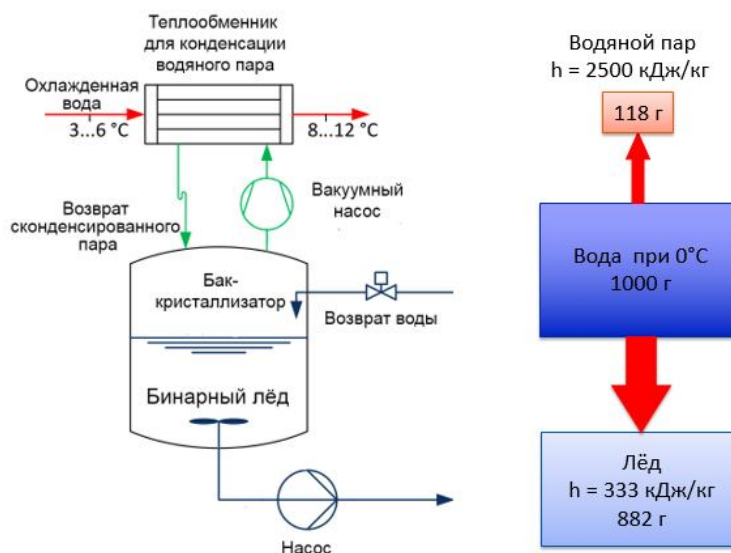 Теплообменник
для конденсации
водяного пара
Охлажденная
вода
3...6 °C
8...12 °C
Возврат
сконденсированного
пара
Вакуумный
насос
Бак-
кристаллизатор
Возврат воды
Бинарный лёд
Насос
Водяной пар
h = 2500 кДж/кг
118 г
Вода при 0°C
1000 г
Лёд
h = 333 кДж/кг
882 г